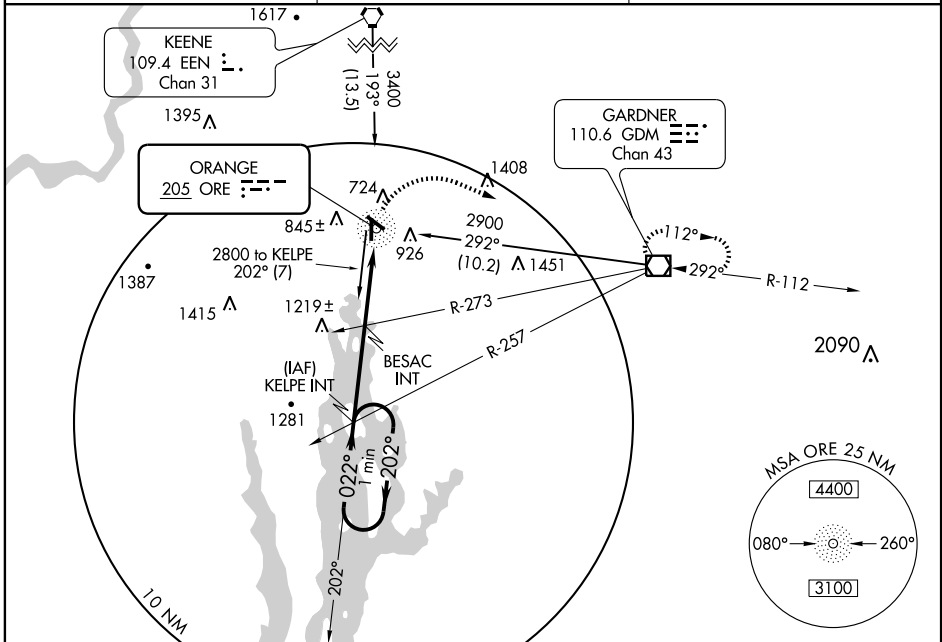 1617
KEENE
109.4 EEN
Chan 31
3400
193°
(13.5)
1395
GARDNER
110.6 GDM
Chan 43
ORANGE
205 ORE
724
1408
845±
926
2900
292°
(10.2)
1451
112°
292°
R-112
2800 to KELPE
202° (7)
1387
1415
1219±
R-273
R-257
2090
(IAF)
KELPE INT
BESAC
INT
1281
022°
1 min
202°
202°
10 NM
MSA ORE 25 NM
4400
080°
260°
3100